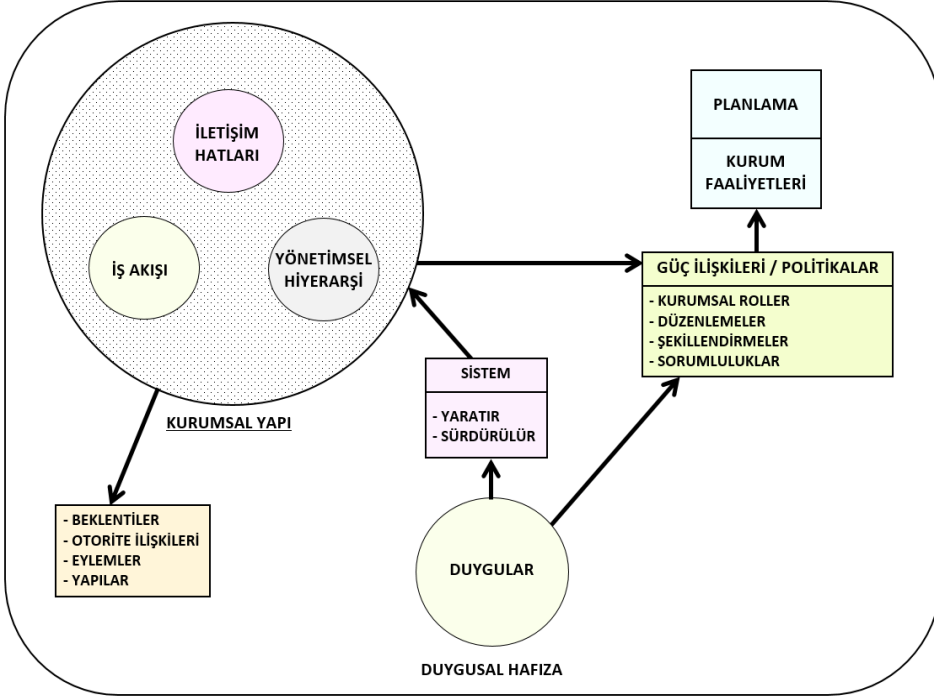 İLETİŞİM
HATLARI
İŞ AKIŞI
YÖNETİMSEL
HİYERARŞİ
KURUMSAL YAPI
- BEKLENTİLER
- OTORİTE İLİŞKİLERİ
- EYLEMLER
- YAPILAR
SİSTEM
- YARATIR
- SÜRDÜRÜLÜR
DUYGULAR
DUYGUSAL HAFIZA
PLANLAMA
KURUM
FAALİYETLERİ
GÜÇ İLİŞKİLERİ / POLİTİKALAR
- KURUMSAL ROLLER
- DÜZENLEMELER
- ŞEKİLLENDİRMELER
- SORUMLULUKLAR